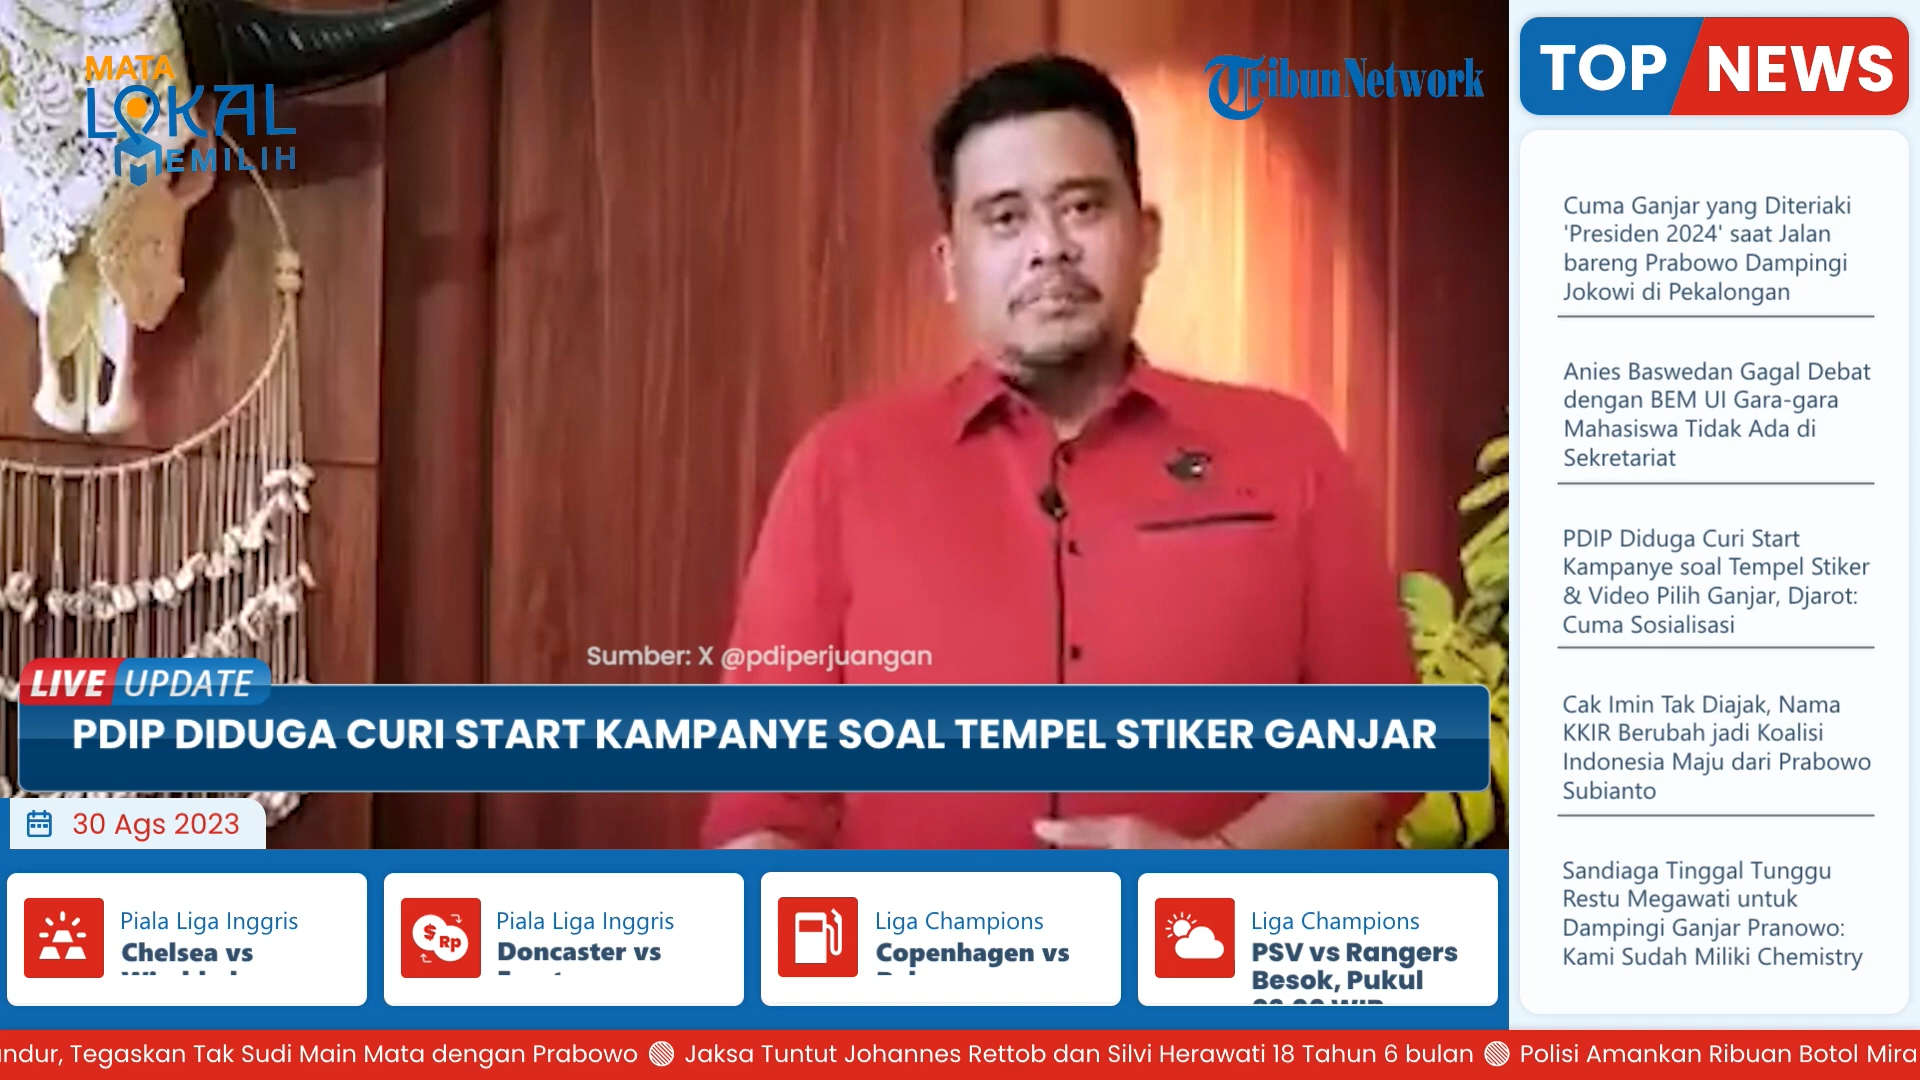 MATA
LOKAL
MEMILIH
TribunNetwork
TOP NEWS
Cuma Ganjar yang Diteriaki
'Presiden 2024' saat Jalan
bareng Prabowo Dampingi
Jokowi di Pekalongan
Anies Baswedan Gagal Debat
dengan BEM UI Gara-gara
Mahasiswa Tidak Ada di
Sekretariat
PDIP Diduga Curi Start
Kampanye soal Tempel Stiker
& Video Pilih Ganjar, Djarot:
Cuma Sosialisasi
Cak Imin Tak Diajak, Nama
KKIR Berubah jadi Koalisi
Indonesia Maju dari Prabowo
Subianto
Sandiaga Tinggal Tunggu
Restu Megawati untuk
Dampingi Ganjar Pranowo:
Kami Sudah Miliki Chemistry
Sumber: X @pdiperjuangan
LIVE UPDATE
PDIP DIDUGA CURI START KAMPANYE SOAL TEMPEL STIKER GANJAR
30 Ags 2023
Piala Liga Inggris
Chelsea vs
$ Rp
Piala Liga Inggris
Doncaster vs
Liga Champions
Copenhagen vs
Liga Champions
PSV vs Rangers
Besok, Pukul
ndur, Tegaskan Tak Sudi Main Mata dengan Prabowo Jaksa Tuntut Johannes Rettob dan Silvi Herawati 18 Tahun 6 bulan Polisi Amankan Ribuan Botol Mira